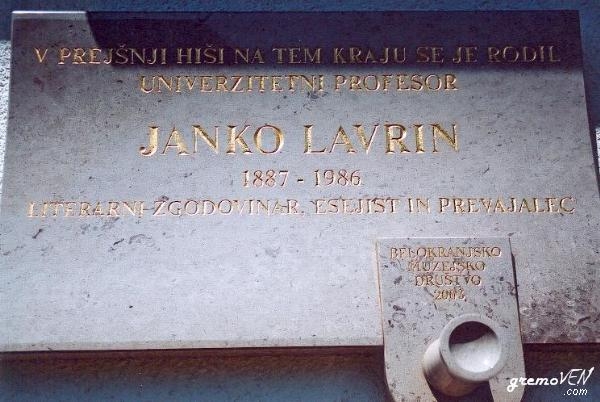 V PREJŠNJI HIŠI NA TEM KRAJU SE JE RODIL
UNIVERZITETNI PROFESOR
JANKO LAVRIN
1887 - 1986
LITERARNI ZGODOVINAR, ESEJIST IN PREVAJALEC
BELOKRANJSKO
MUZEJSKO
DRUŠTVO
gremoVEN
.com